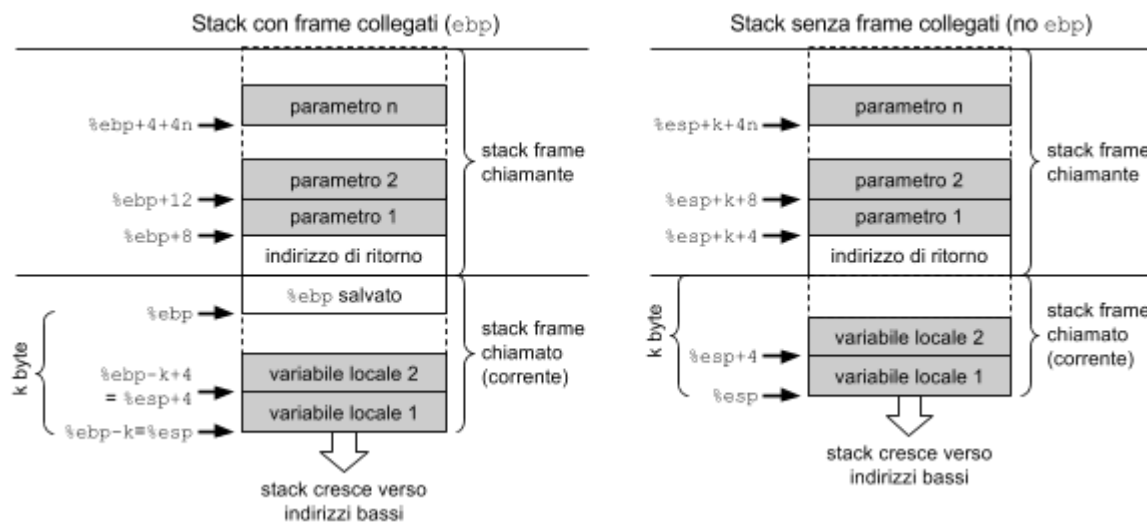 Stack con frame collegati (ebp)
parametro n
%ebp+4+4n
stack frame
chiamante
parametro 2
%ebp+12
parametro 1
%ebp+8
indirizzo di ritorno
%ebp salvato
%ebp
k byte
stack frame
chiamato
(corrente)
variabile locale 2
%ebp-k+4
= %esp+4
variabile locale 1
%ebp-k=%esp
stack cresce verso
indirizzi bassi
Stack senza frame collegati (no ebp)
parametro n
%esp+k+4n
stack frame
chiamante
parametro 2
%esp+k+8
parametro 1
%esp+k+4
indirizzo di ritorno
k byte
stack frame
chiamato
(corrente)
variabile locale 2
%esp+4
variabile locale 1
%esp
stack cresce verso
indirizzi bassi